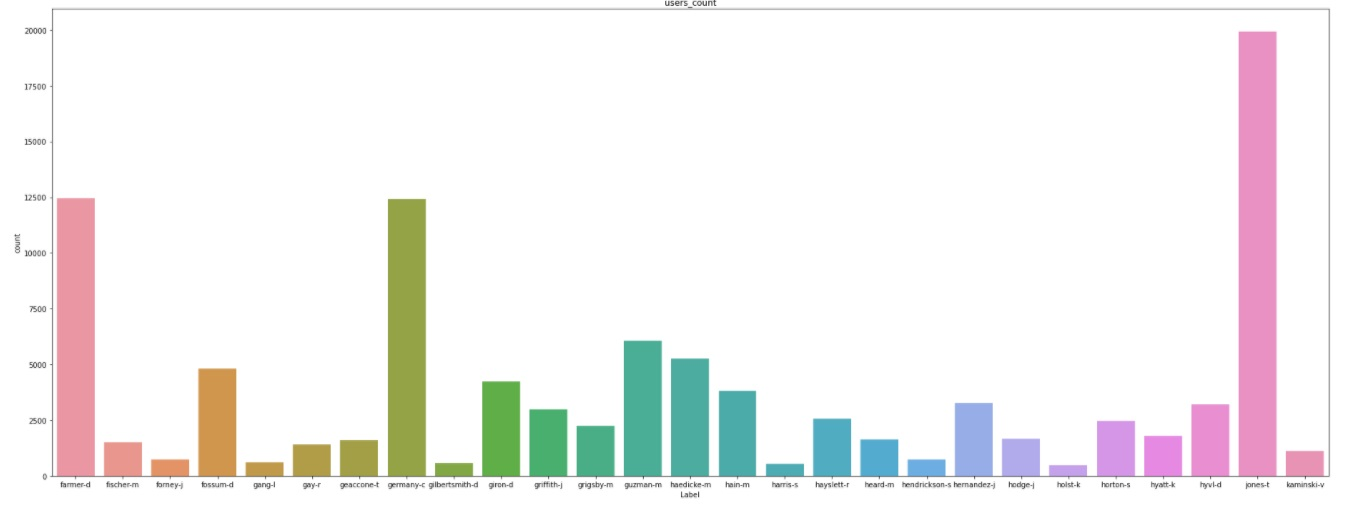 users_count
20000
17500
15000
12500
10000
7500
5000
2500
0
count
farmer-d fischer-m forney-j fossum-d gang-l gay-r geaccone-t germany-c gilbertsmith-d giron-d griffith-j grigsby-m guzman-m haedicke-m hain-m harris-s hayslett-r heard-m hendrickson-s hernandez-j hodge-j holst-k horton-s hyatt-k hyvl-d jones-t kaminski-v
Label